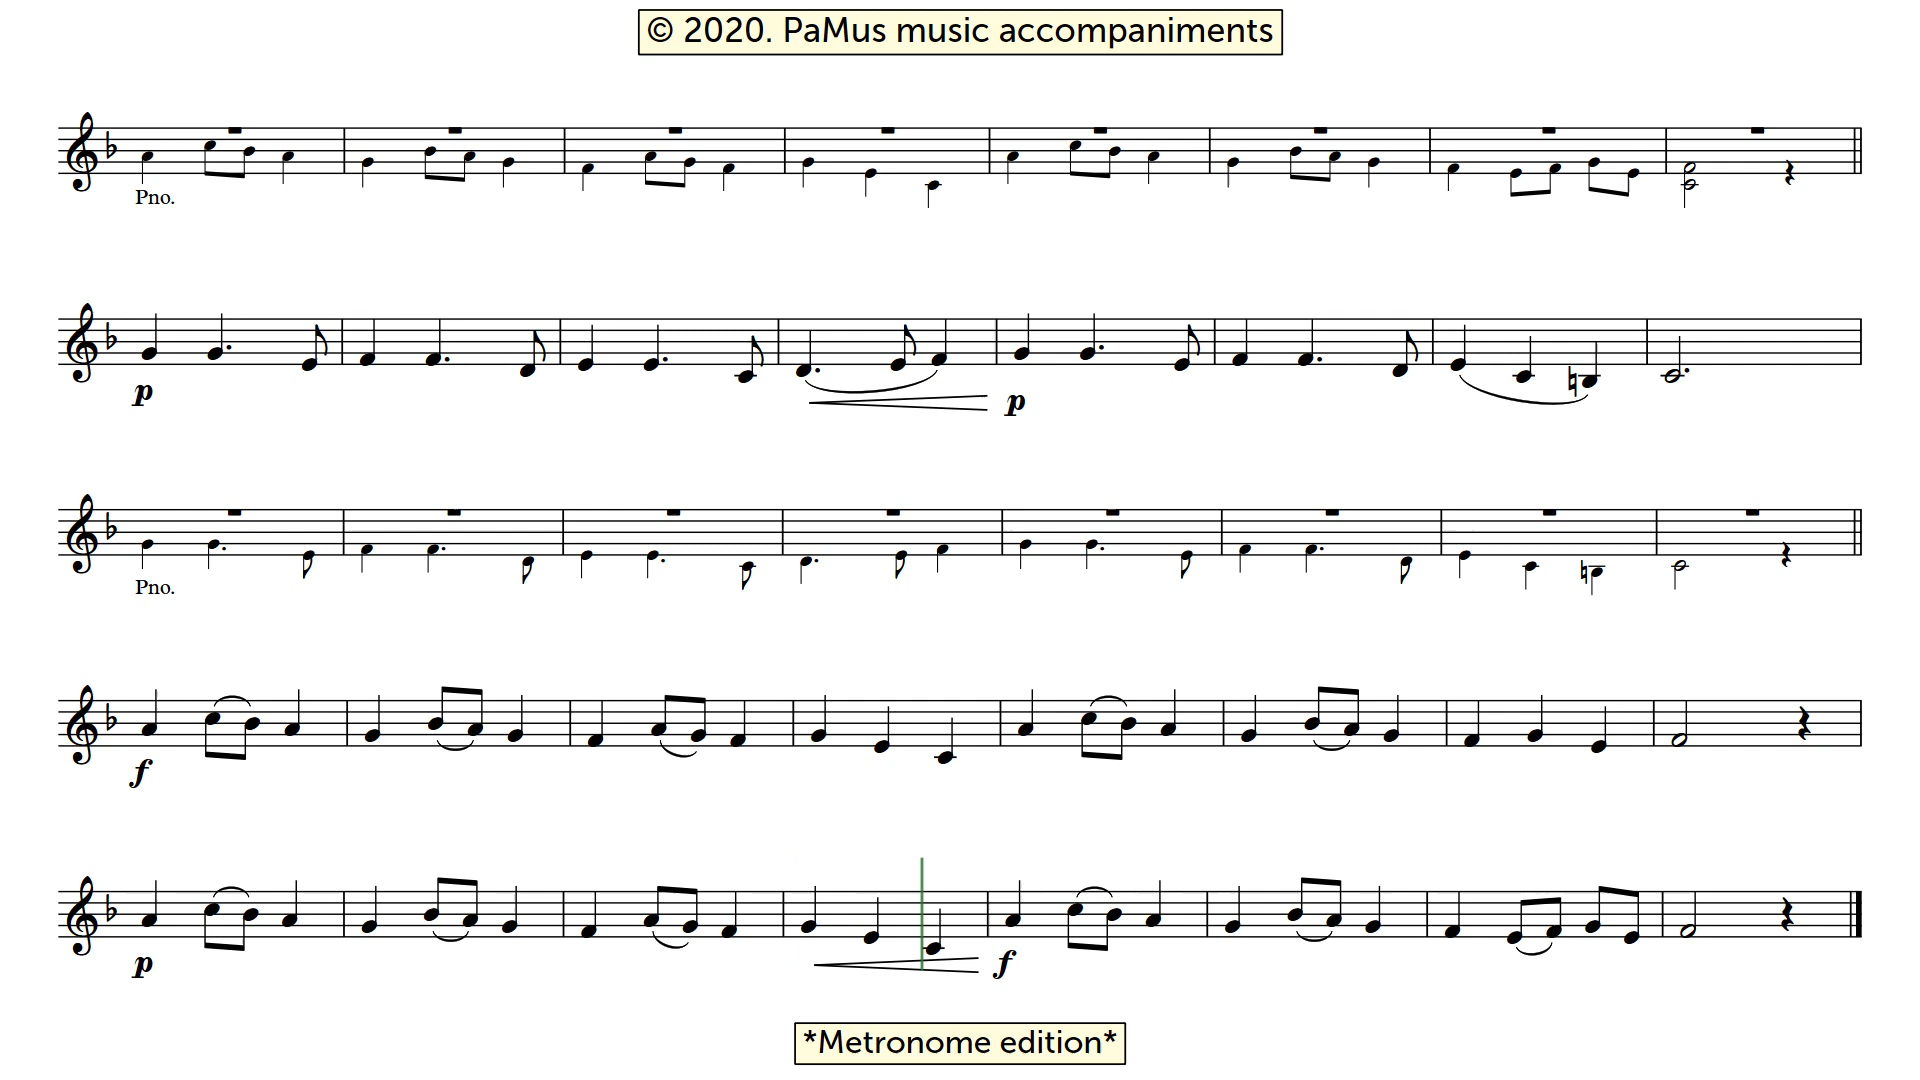 © 2020. PaMus music accompaniments
Pno.
p
p
Pno.
f
p
f
*Metronome edition*